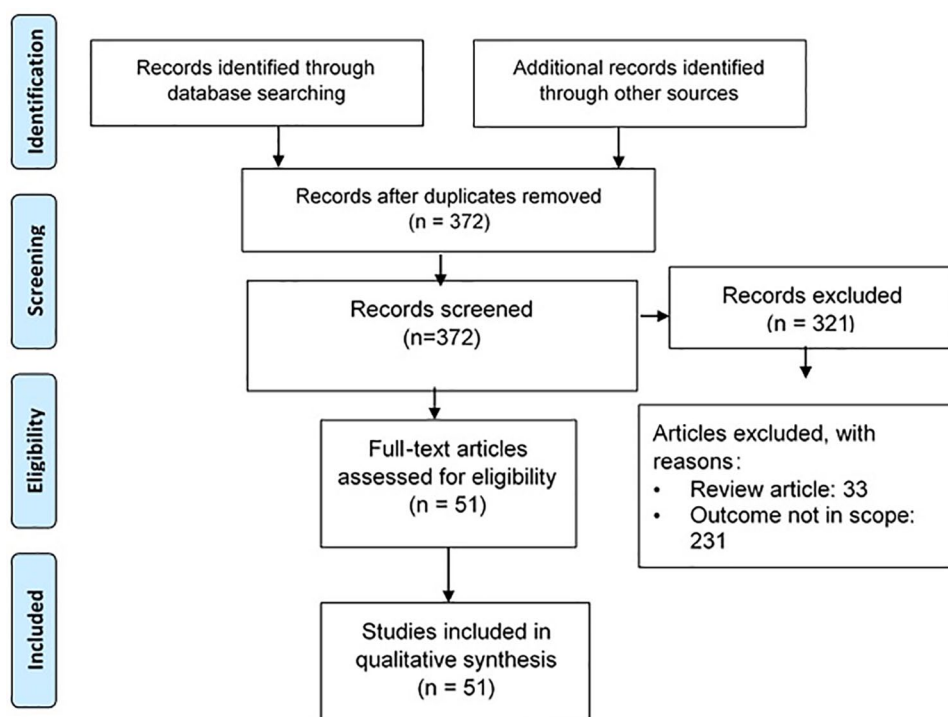 Identification
Records identified through
database searching
Additional records identified
through other sources
Records after duplicates removed
(n = 372)
Screening
Records screened
(n=372)
Records excluded
(n = 321)
Eligibility
Full-text articles
assessed for eligibility
(n = 51)
Articles excluded, with
reasons:
• Review article: 33
• Outcome not in scope:
231
Included
Studies included in
qualitative synthesis
(n = 51)